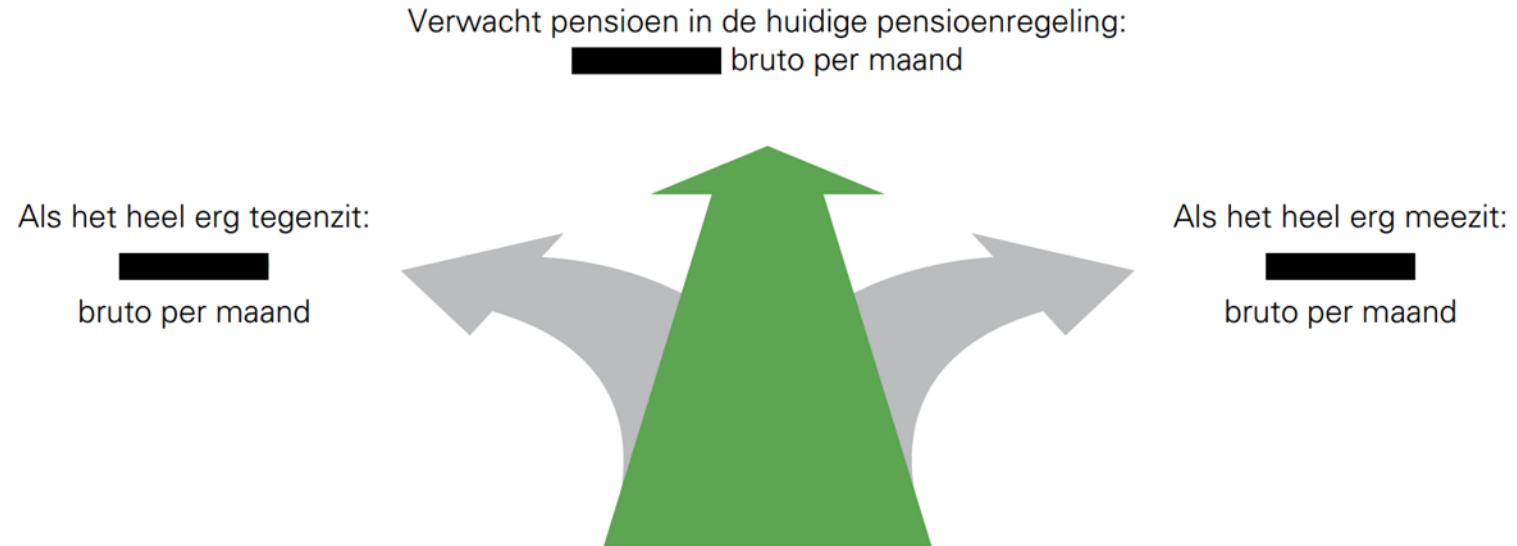 Verwacht pensioen in de huidige pensioenregeling:
bruto per maand
Als het heel erg tegenzit:
bruto per maand
Als het heel erg meezit:
bruto per maand